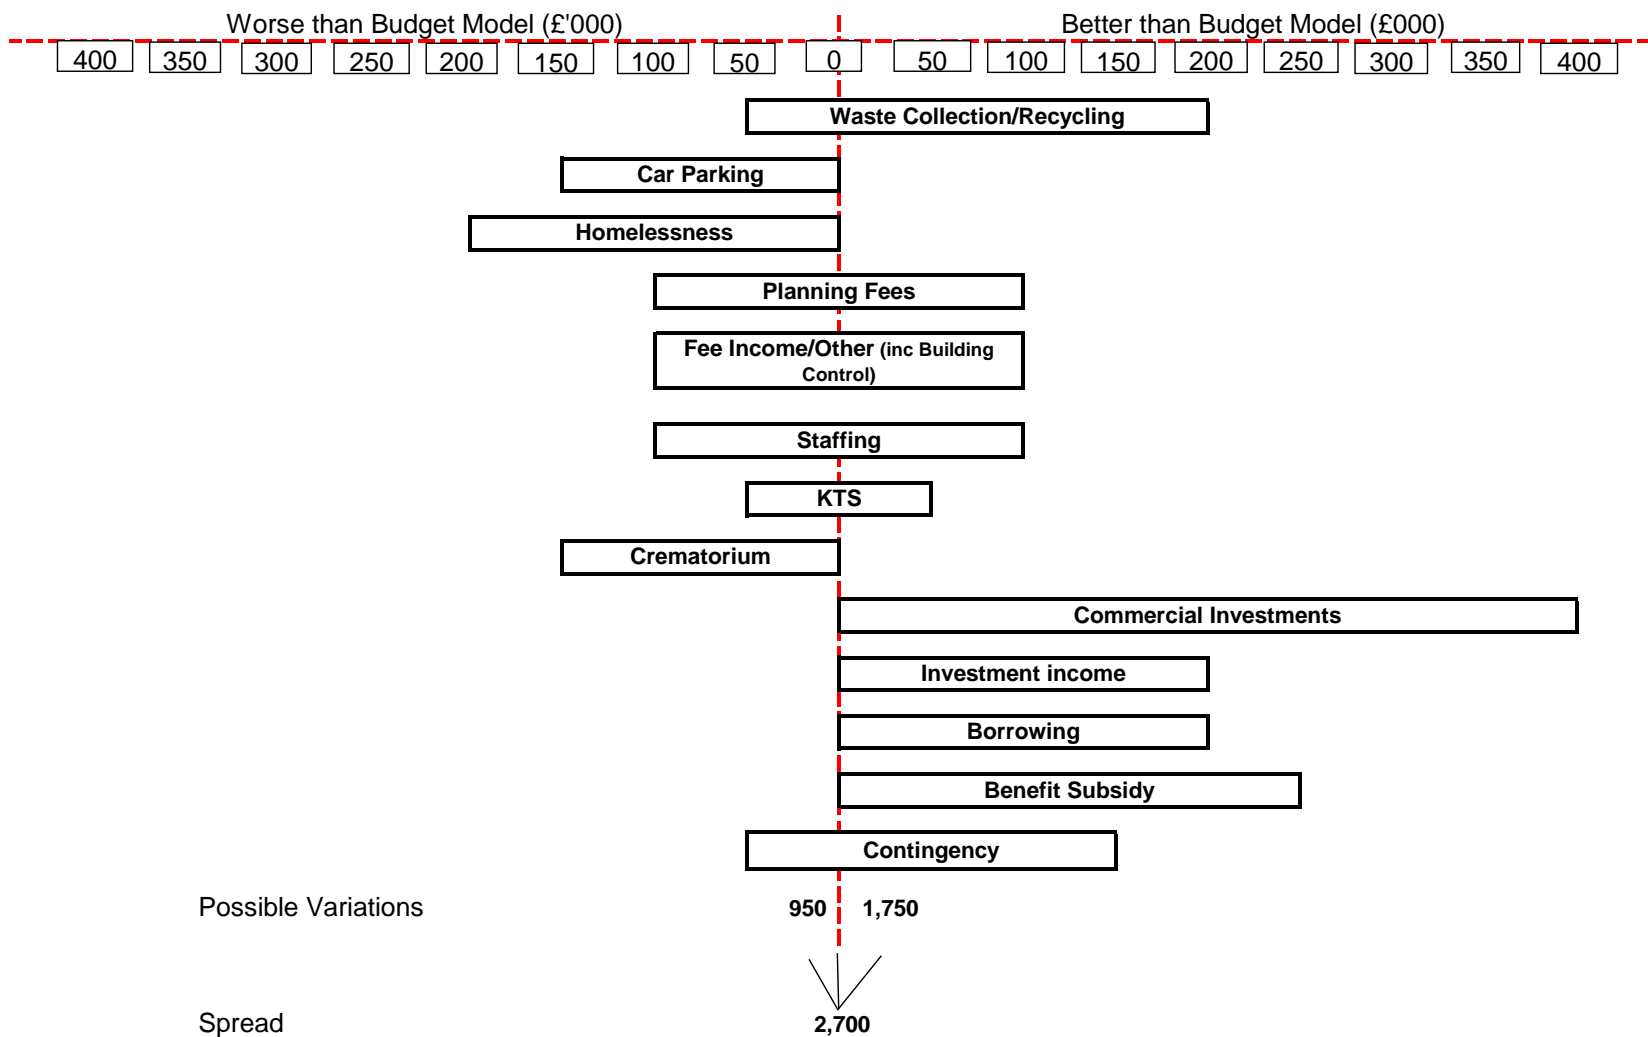 Worse than Budget Model (£'000) Better than Budget Model (£000)
400 350 300 250 200 150 100 50 0 50 100 150 200 250 300 350 400
Waste Collection/Recycling
Car Parking
Homelessness
Planning Fees
Fee Income/Other (inc Building
Control)
Staffing
KTS
Crematorium
Commercial Investments
Investment income
Borrowing
Benefit Subsidy
Contingency
Possible Variations 950 1,750
Spread 2,700